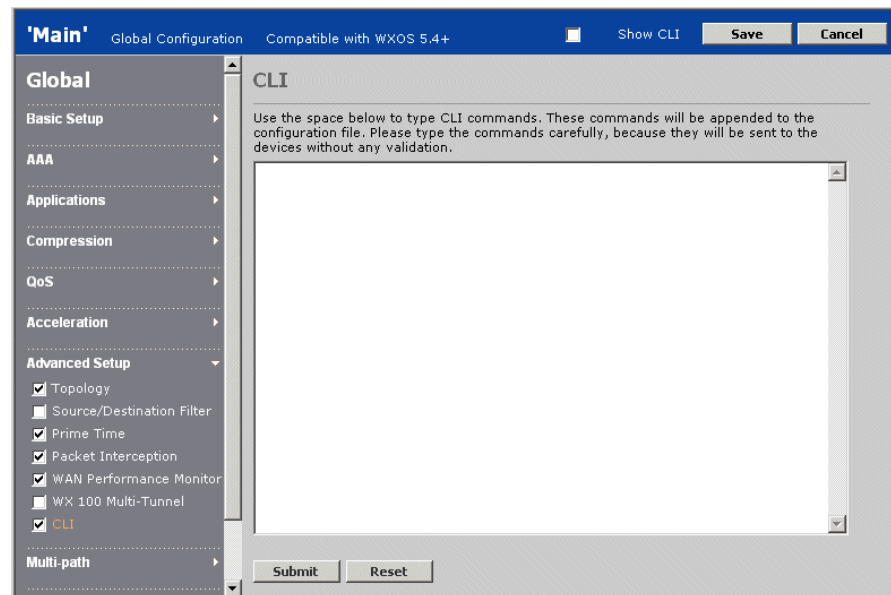 'Main' Global Configuration Compatible with WXOS 5.4+ Show CLI Save Cancel
Global
Basic Setup
AAA
Applications
Compression
QoS
Acceleration
Advanced Setup
Topology
Source/Destination Filter
Prime Time
Packet Interception
WAN Performance Monitor
WX 100 Multi-Tunnel
CLI
Multi-path
CLI
Use the space below to type CLI commands. These commands will be appended to the
configuration file. Please type the commands carefully, because they will be sent to the
devices without any validation.
Submit Reset